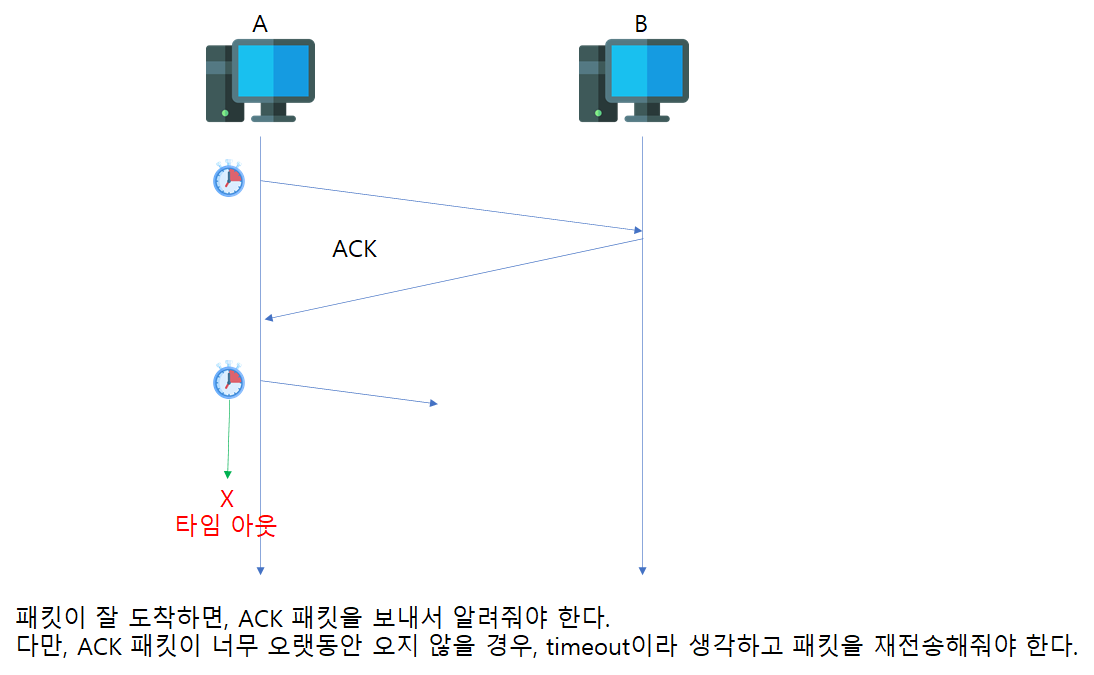 A
B
ACK
X
타임 아웃
패킷이 잘 도착하면, ACK 패킷을 보내서 알려줘야 한다.
다만, ACK 패킷이 너무 오랫동안 오지 않을 경우, timeout이라 생각하고 패킷을 재전송해줘야 한다.